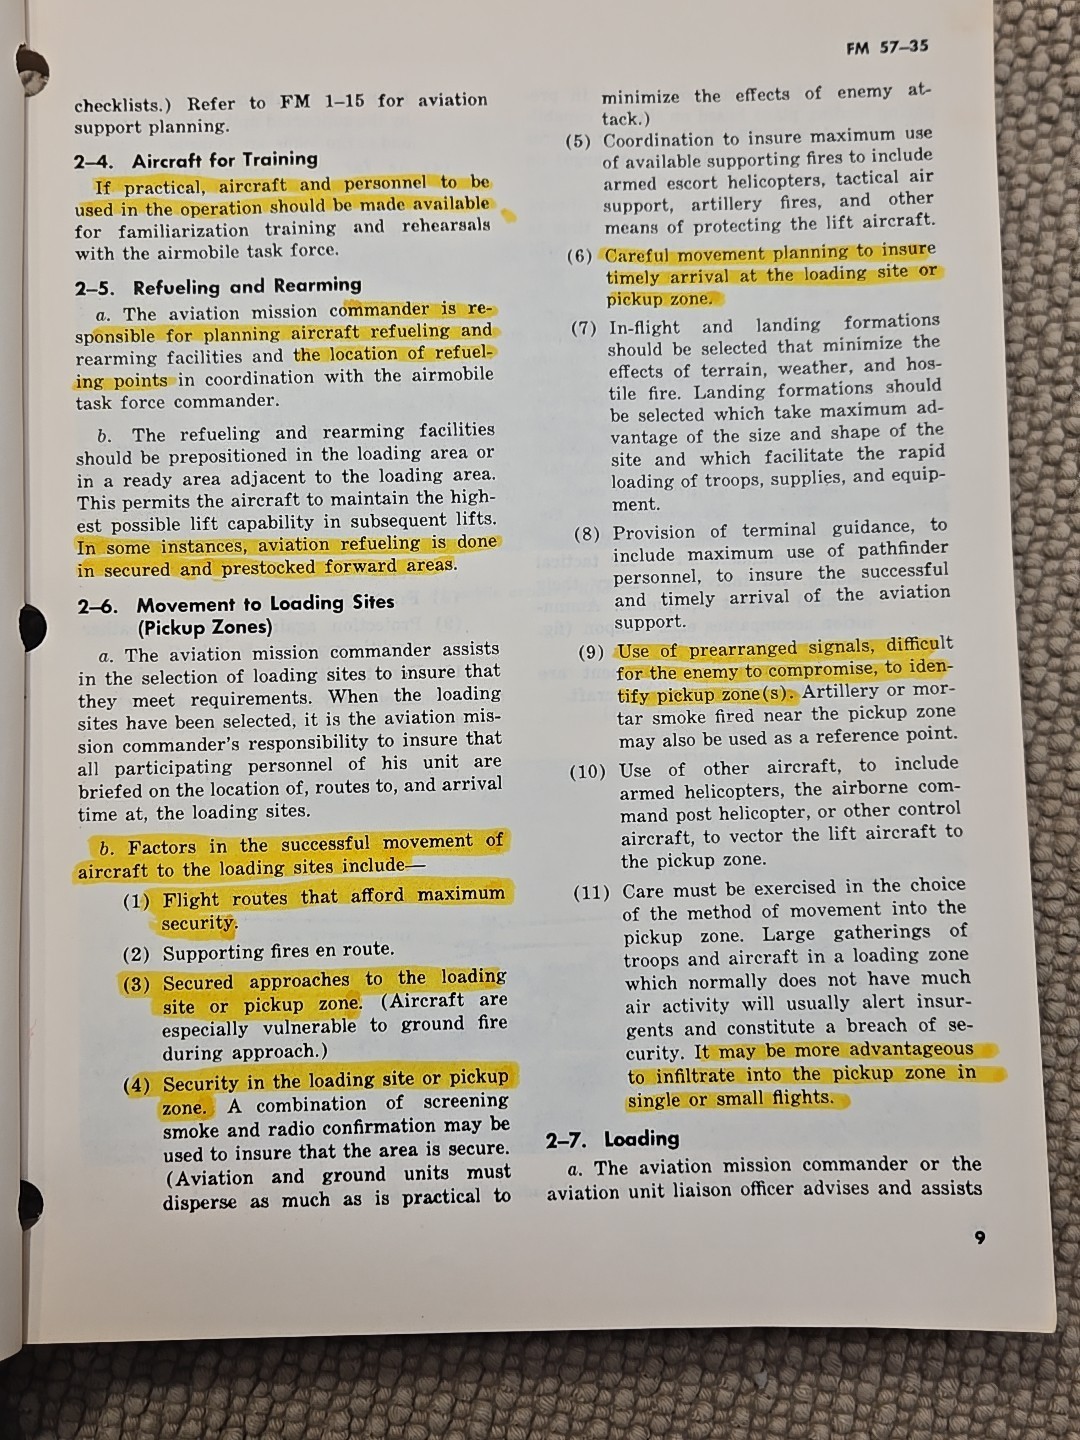 FM 57–35
checklists.) Refer to FM 1–15 for aviation
support planning.
2–4. Aircraft for Training
If practical, aircraft and personnel to be
used in the operation should be made available
for familiarization training and rehearsals
with the airmobile task force.
2–5. Refueling and Rearming
a. The aviation mission commander is re-
sponsible for planning aircraft refueling and
rearming facilities and the location of refuel-
ing points in coordination with the airmobile
task force commander.
b. The refueling and rearming facilities
should be prepositioned in the loading area or
in a ready area adjacent to the loading area.
This permits the aircraft to maintain the high-
est possible lift capability in subsequent lifts.
In some instances, aviation refueling is done
in secured and prestocked forward areas.
2–6. Movement to Loading Sites
(Pickup Zones)
a. The aviation mission commander assists
in the selection of loading sites to insure that
they meet requirements. When the loading
sites have been selected, it is the aviation mis-
sion commander's responsibility to insure that
all participating personnel of his unit are
briefed on the location of, routes to, and arrival
time at, the loading sites.
b. Factors in the successful movement of
aircraft to the loading sites include—
(1) Flight routes that afford maximum
security.
(2) Supporting fires en route.
(3) Secured approaches to the loading
site or pickup zone. (Aircraft are
especially vulnerable to ground fire
during approach.)
(4) Security in the loading site or pickup
zone. A combination of screening
smoke and radio confirmation may be
used to insure that the area is secure.
(Aviation and ground units must
disperse as much as is practical to
minimize the effects of enemy at-
tack.)
(5) Coordination to insure maximum use
of available supporting fires to include
armed escort helicopters, tactical air
support, artillery fires, and other
means of protecting the lift aircraft.
(6) Careful movement planning to insure
timely arrival at the loading site or
pickup zone.
(7) In-flight and landing formations
should be selected that minimize the
effects of terrain, weather, and hos-
tile fire. Landing formations should
be selected which take maximum ad-
vantage of the size and shape of the
site and which facilitate the rapid
loading of troops, supplies, and equip-
ment.
(8) Provision of terminal guidance, to
include maximum use of pathfinder
personnel, to insure the successful
and timely arrival of the aviation
support.
(9) Use of prearranged signals, difficult
for the enemy to compromise, to iden-
tify pickup zone(s). Artillery or mor-
tar smoke fired near the pickup zone
may also be used as a reference point.
(10) Use of other aircraft, to include
armed helicopters, the airborne com-
mand post helicopter, or other control
aircraft, to vector the lift aircraft to
the pickup zone.
(11) Care must be exercised in the choice
of the method of movement into the
pickup zone. Large gatherings of
troops and aircraft in a loading zone
which normally does not have much
air activity will usually alert insur-
gents and constitute a breach of se-
curity. It may be more advantageous
to infiltrate into the pickup zone in
single or small flights.
2–7. Loading
a. The aviation mission commander or the
aviation unit liaison officer advises and assists
9